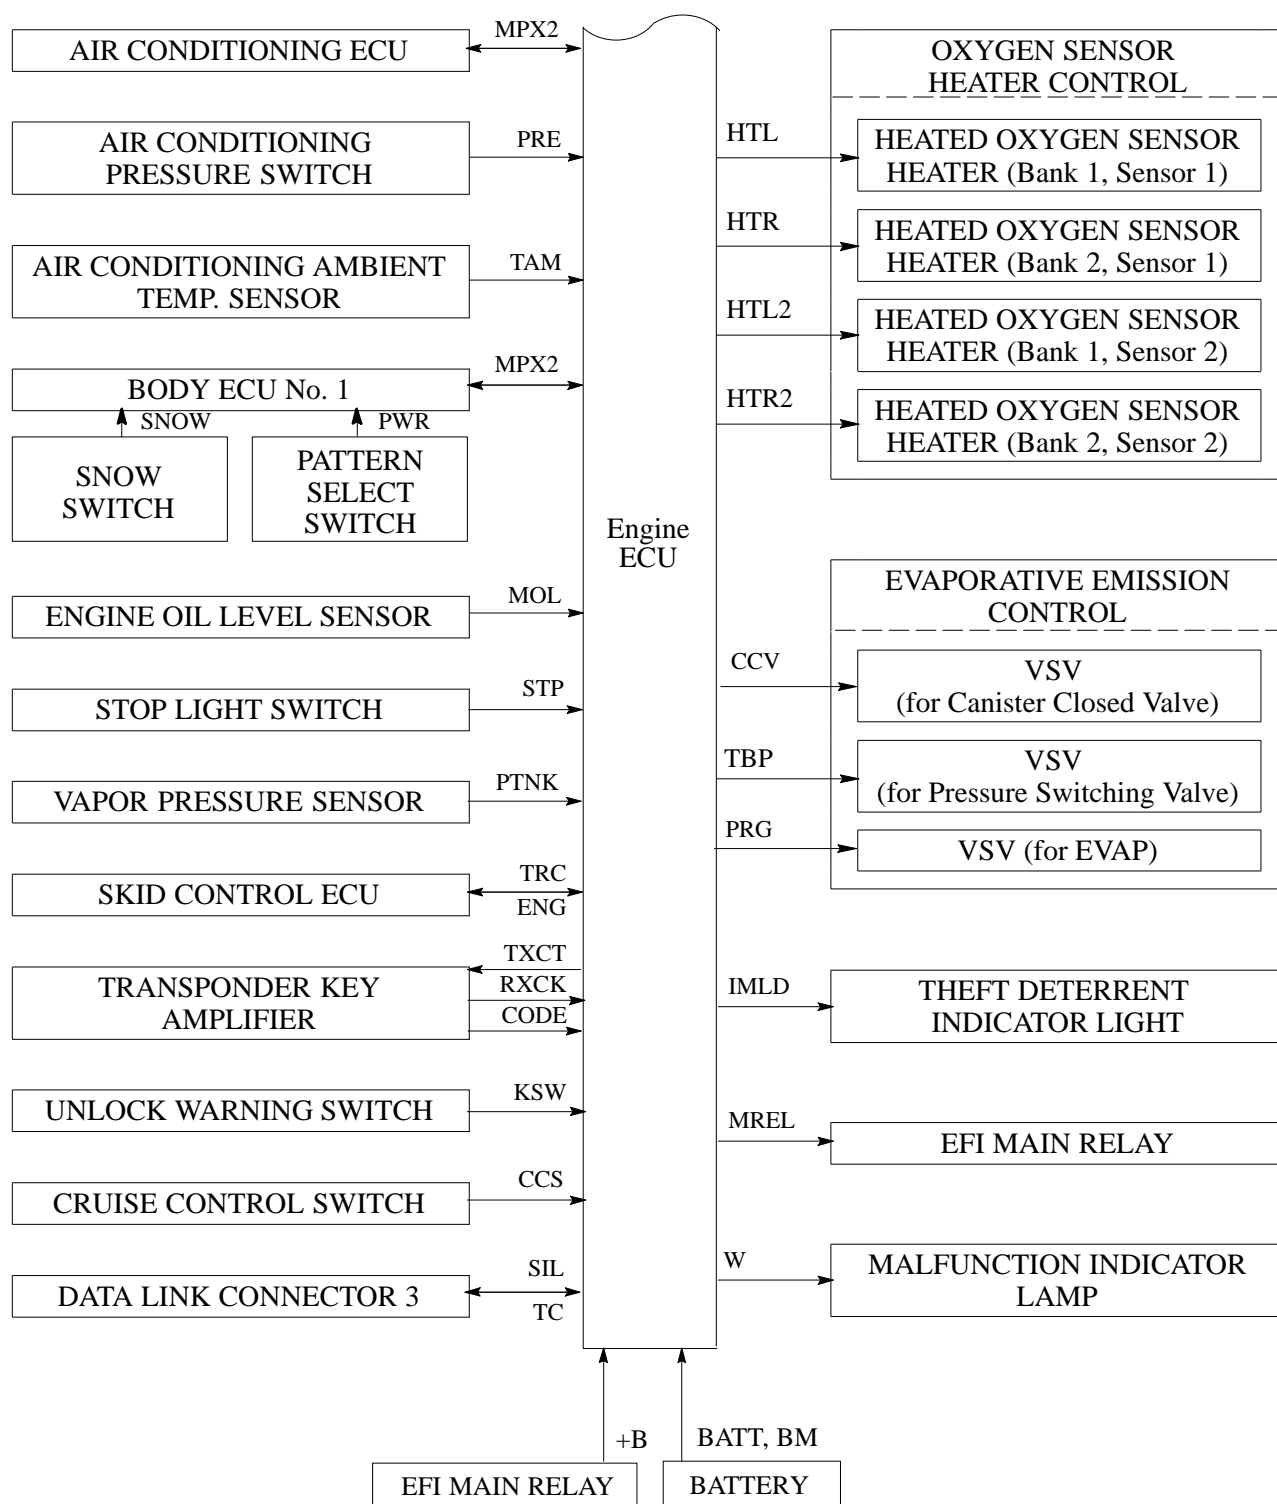 AIR CONDITIONING ECU
MPX2
AIR CONDITIONING
PRESSURE SWITCH
PRE
AIR CONDITIONING AMBIENT
TEMP. SENSOR
TAM
BODY ECU No. 1
MPX2
SNOW
PWR
SNOW
SWITCH
PATTERN
SELECT
SWITCH
ENGINE OIL LEVEL SENSOR
MOL
STOP LIGHT SWITCH
STP
VAPOR PRESSURE SENSOR
PTNK
SKID CONTROL ECU
TRC
ENG
TRANSPONDER KEY
AMPLIFIER
TXCT
RXCK
CODE
UNLOCK WARNING SWITCH
KSW
CRUISE CONTROL SWITCH
CCS
DATA LINK CONNECTOR 3
SIL
TC
Engine
ECU
OXYGEN SENSOR
HEATER CONTROL
HTL
HEATED OXYGEN SENSOR
HEATER (Bank 1, Sensor 1)
HTR
HEATED OXYGEN SENSOR
HEATER (Bank 2, Sensor 1)
HTL2
HEATED OXYGEN SENSOR
HEATER (Bank 1, Sensor 2)
HTR2
HEATED OXYGEN SENSOR
HEATER (Bank 2, Sensor 2)
EVAPORATIVE EMISSION
CONTROL
CCV
VSV
(for Canister Closed Valve)
TBP
VSV
(for Pressure Switching Valve)
PRG
VSV (for EVAP)
IMLD
THEFT DETERRENT
INDICATOR LIGHT
MREL
EFI MAIN RELAY
W
MALFUNCTION INDICATOR
LAMP
+B
BATT, BM
EFI MAIN RELAY
BATTERY